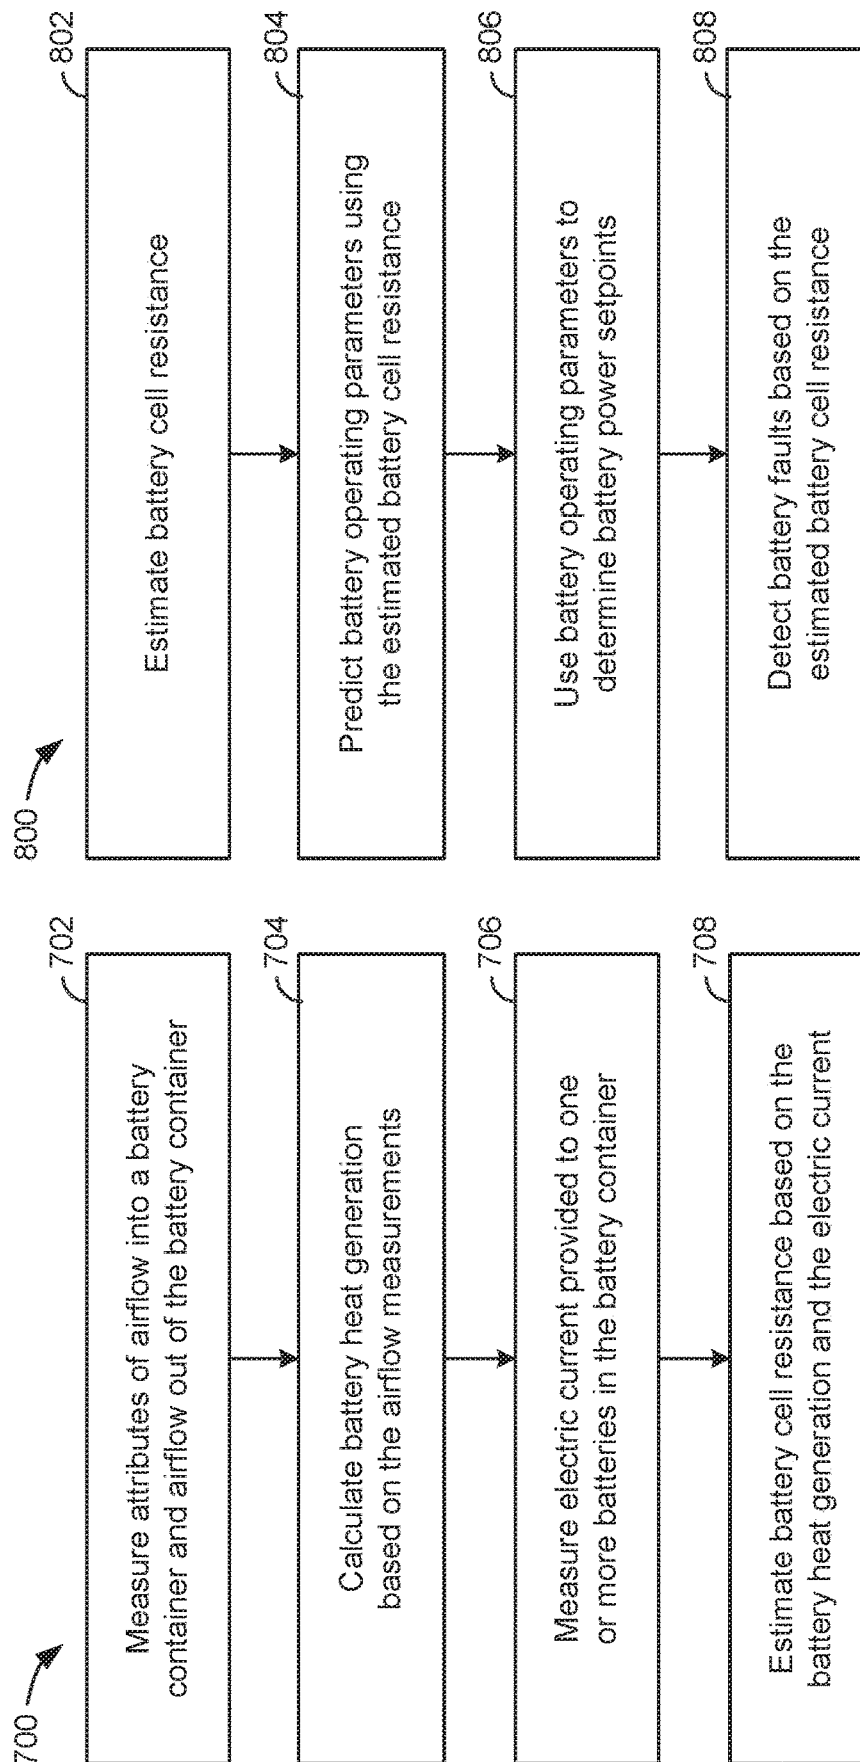 700
702
Measure attributes of airflow into a battery
container and airflow out of the battery container
704
Calculate battery heat generation
based on the airflow measurements
706
Measure electric current provided to one
or more batteries in the battery container
708
Estimate battery cell resistance based on the
battery heat generation and the electric current
800
802
Estimate battery cell resistance
804
Predict battery operating parameters using
the estimated battery cell resistance
806
Use battery operating parameters to
determine battery power setpoints
808
Detect battery faults based on the
estimated battery cell resistance